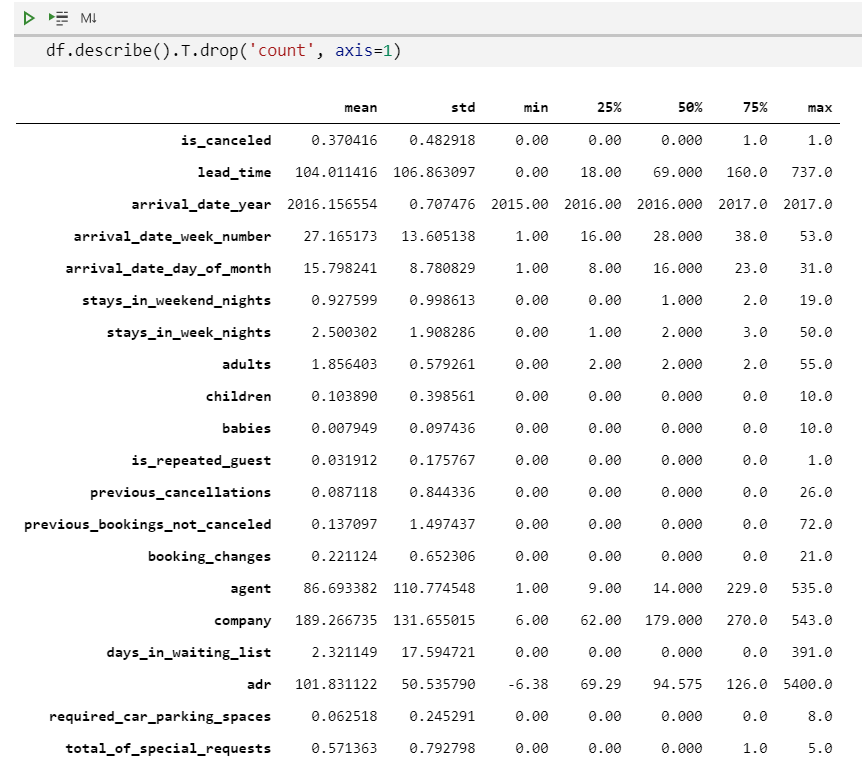 M↓
df.describe().T.drop('count', axis=1)
mean std min 25% 50% 75% max
is_canceled 0.370416 0.482918 0.00 0.00 0.000 1.0 1.0
lead_time 104.011416 106.863097 0.00 18.00 69.000 160.0 737.0
arrival_date_year 2016.156554 0.707476 2015.00 2016.00 2016.000 2017.0 2017.0
arrival_date_week_number 27.165173 13.605138 1.00 16.00 28.000 38.0 53.0
arrival_date_day_of_month 15.798241 8.780829 1.00 8.00 16.000 23.0 31.0
stays_in_weekend_nights 0.927599 0.998613 0.00 0.00 1.000 2.0 19.0
stays_in_week_nights 2.500302 1.908286 0.00 1.00 2.000 3.0 50.0
adults 1.856403 0.579261 0.00 2.00 2.000 2.0 55.0
children 0.103890 0.398561 0.00 0.00 0.000 0.0 10.0
babies 0.007949 0.097436 0.00 0.00 0.000 0.0 10.0
is_repeated_guest 0.031912 0.175767 0.00 0.00 0.000 0.0 1.0
previous_cancellations 0.087118 0.844336 0.00 0.00 0.000 0.0 26.0
previous_bookings_not_canceled 0.137097 1.497437 0.00 0.00 0.000 0.0 72.0
booking_changes 0.221124 0.652306 0.00 0.00 0.000 0.0 21.0
agent 86.693382 110.774548 1.00 9.00 14.000 229.0 535.0
company 189.266735 131.655015 6.00 62.00 179.000 270.0 543.0
days_in_waiting_list 2.321149 17.594721 0.00 0.00 0.000 0.0 391.0
adr 101.831122 50.535790 -6.38 69.29 94.575 126.0 5400.0
required_car_parking_spaces 0.062518 0.245291 0.00 0.00 0.000 0.0 8.0
total_of_special_requests 0.571363 0.792798 0.00 0.00 0.000 1.0 5.0